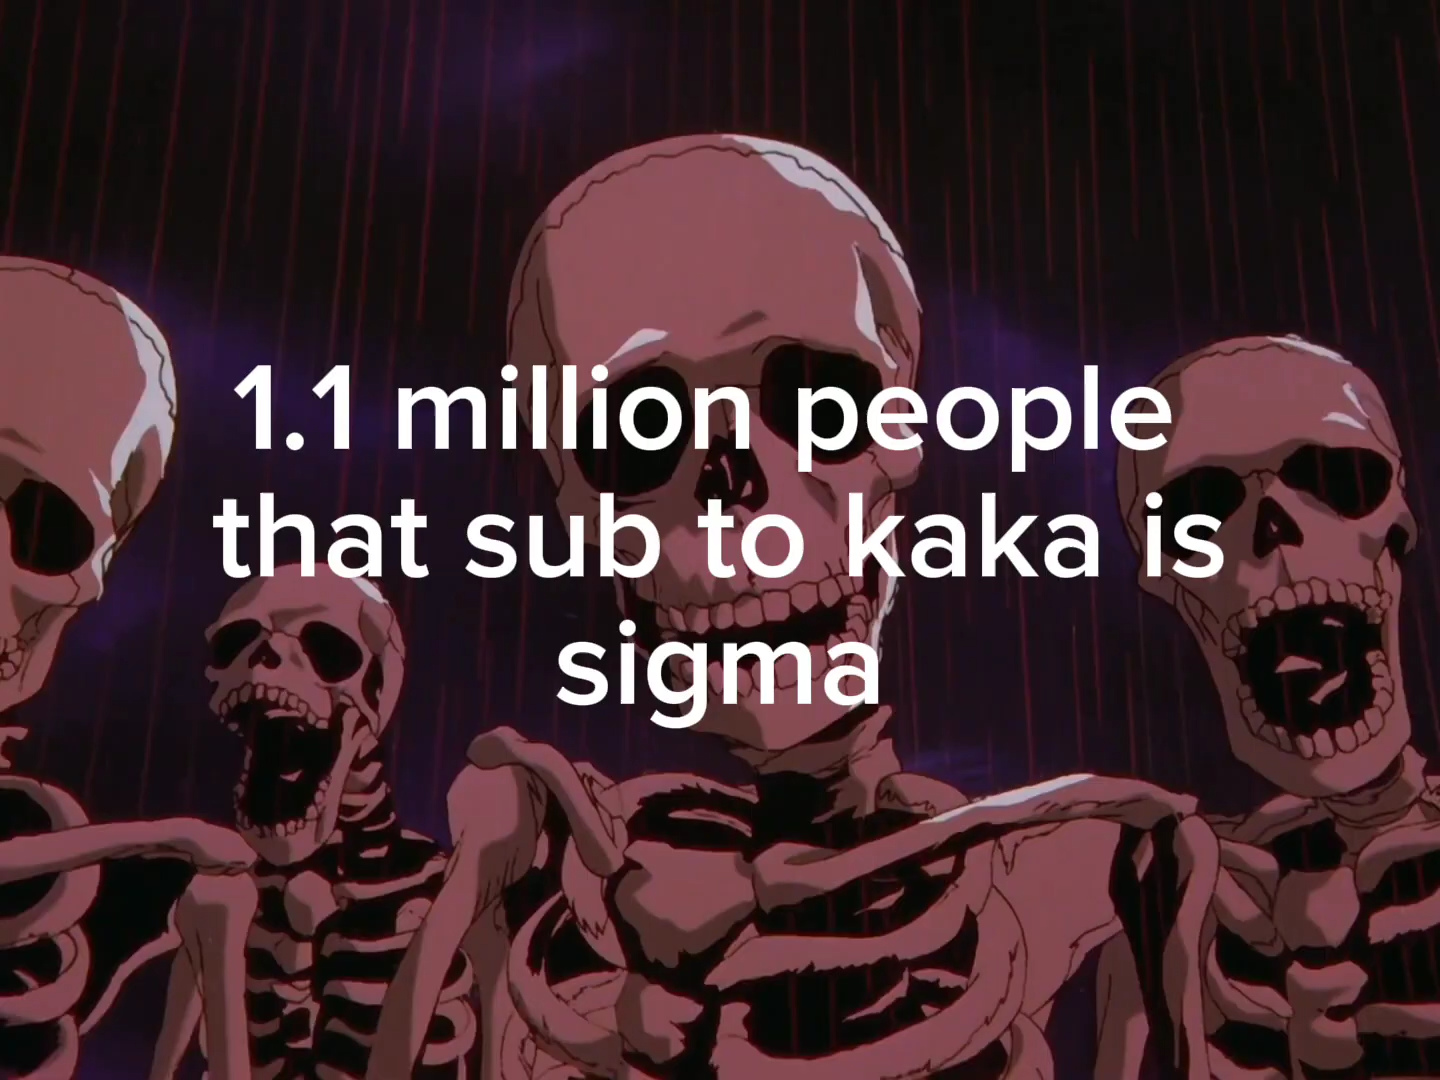 1.1 million people
that sub to kaka is
sigma